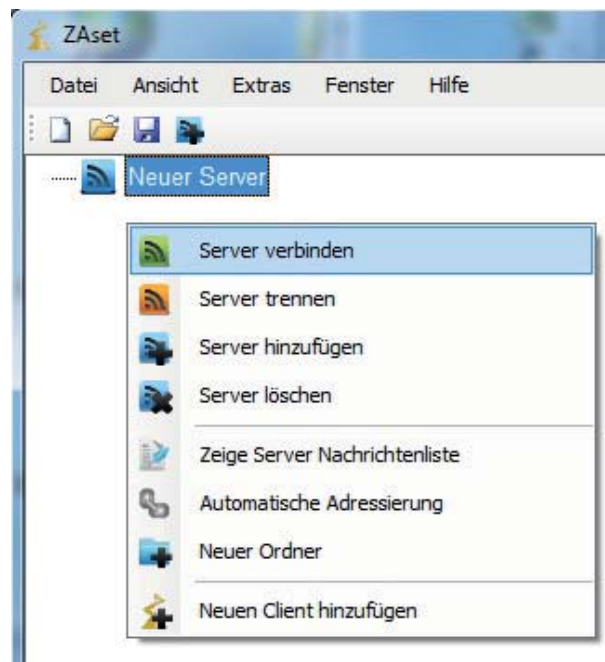 ZAset
Datei Ansicht Extras Fenster Hilfe
Neuer Server
Server verbinden
Server trennen
Server hinzufügen
Server löschen
Zeige Server Nachrichtenliste
Automatische Adressierung
Neuer Ordner
Neuen Client hinzufügen